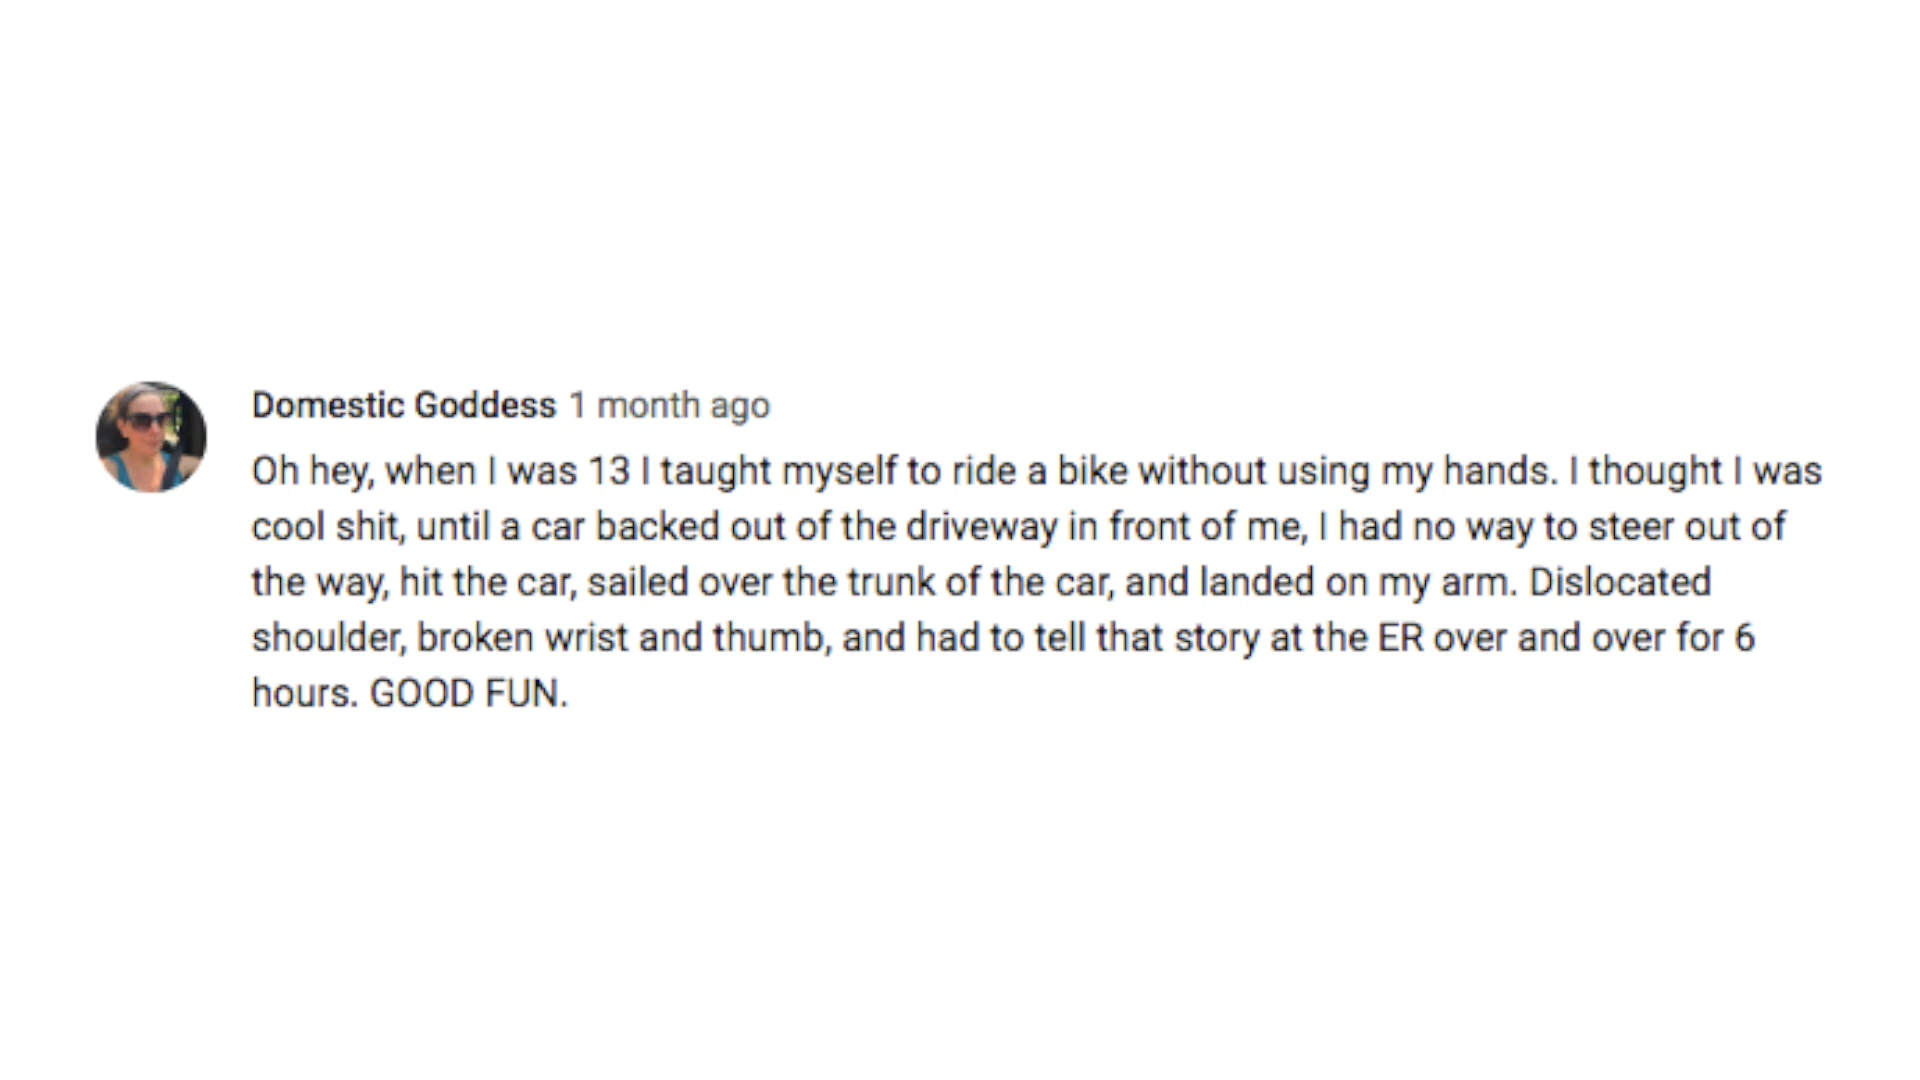 Domestic Goddess 1 month ago
Oh hey, when I was 13 I taught myself to ride a bike without using my hands. I thought I was
cool shit, until a car backed out of the driveway in front of me, I had no way to steer out of
the way, hit the car, sailed over the trunk of the car, and landed on my arm. Dislocated
shoulder, broken wrist and thumb, and had to tell that story at the ER over and over for 6
hours. GOOD FUN.